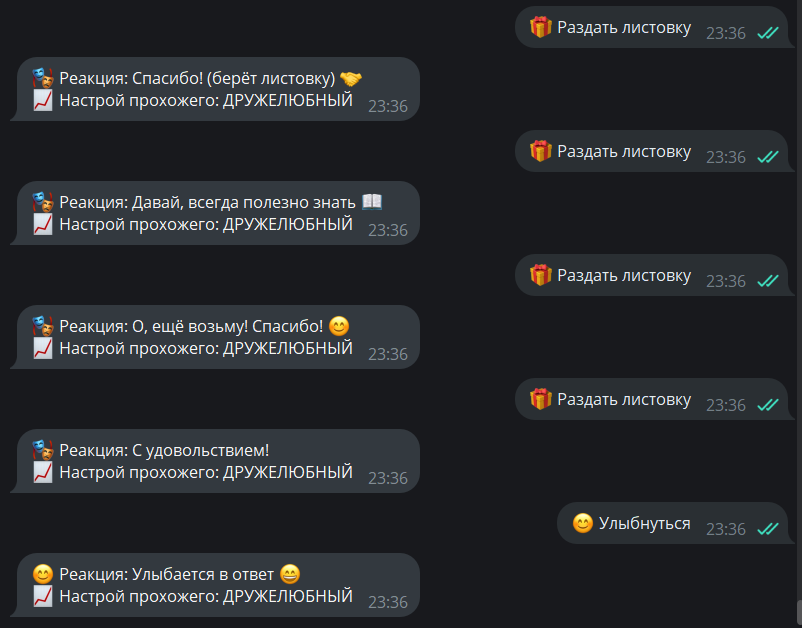 🎁 Раздать листовку 23:36
🎭 Реакция: Спасибо! (берёт листовку) 🤝
📈 Настрой прохожего: ДРУЖЕЛЮБНЫЙ 23:36
🎁 Раздать листовку 23:36
🎭 Реакция: Давай, всегда полезно знать 📖
📈 Настрой прохожего: ДРУЖЕЛЮБНЫЙ 23:36
🎁 Раздать листовку 23:36
🎭 Реакция: О, ещё возьму! Спасибо! 😊
📈 Настрой прохожего: ДРУЖЕЛЮБНЫЙ 23:36
🎁 Раздать листовку 23:36
🎭 Реакция: С удовольствием!
📈 Настрой прохожего: ДРУЖЕЛЮБНЫЙ 23:36
😊 Улыбнуться 23:36
😊 Реакция: Улыбается в ответ 😄
📈 Настрой прохожего: ДРУЖЕЛЮБНЫЙ 23:36